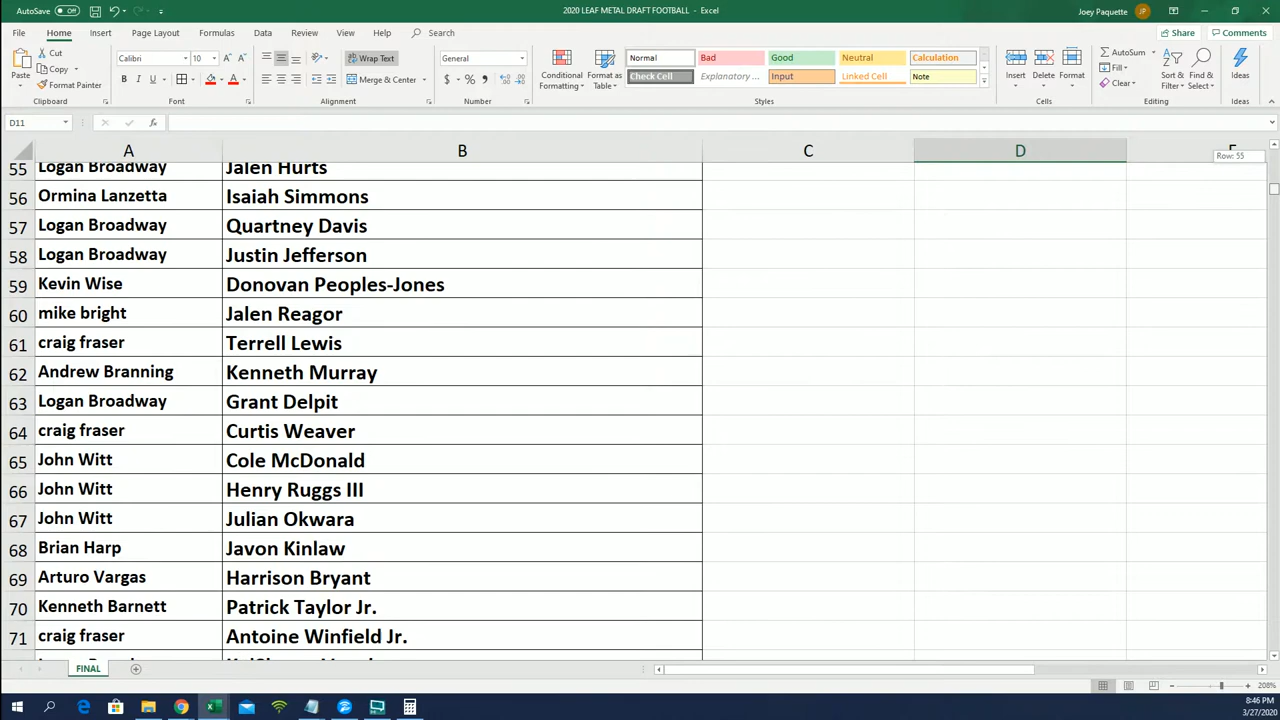 AutoSave Off 2020 LEAF METAL DRAFT FOOTBALL - Excel Joey Paquette JP
File Home Insert Page Layout Formulas Data Review View Help Search Share Comments
Paste Cut Copy Format Painter Clipboard
Calibri 10 B I U Font
Wrap Text Merge & Center Alignment
General $ % , Number
Conditional Formatting Format as Table Normal Bad Good Neutral Calculation
Check Cell Explanatory ... Input Linked Cell Note Styles
Insert Delete Format Cells
AutoSum Fill Clear Sort & Filter Find & Select Editing
Ideas Ideas
D11 fx
A B C D
Row: 55
55 Logan Broadway Jalen Hurts
56 Ormina Lanzetta Isaiah Simmons
57 Logan Broadway Quartney Davis
58 Logan Broadway Justin Jefferson
59 Kevin Wise Donovan Peoples-Jones
60 mike bright Jalen Reagor
61 craig fraser Terrell Lewis
62 Andrew Branning Kenneth Murray
63 Logan Broadway Grant Delpit
64 craig fraser Curtis Weaver
65 John Witt Cole McDonald
66 John Witt Henry Ruggs III
67 John Witt Julian Okwara
68 Brian Harp Javon Kinlaw
69 Arturo Vargas Harrison Bryant
70 Kenneth Barnett Patrick Taylor Jr.
71 craig fraser Antoine Winfield Jr.
FINAL
208%
8:46 PM
3/27/2020